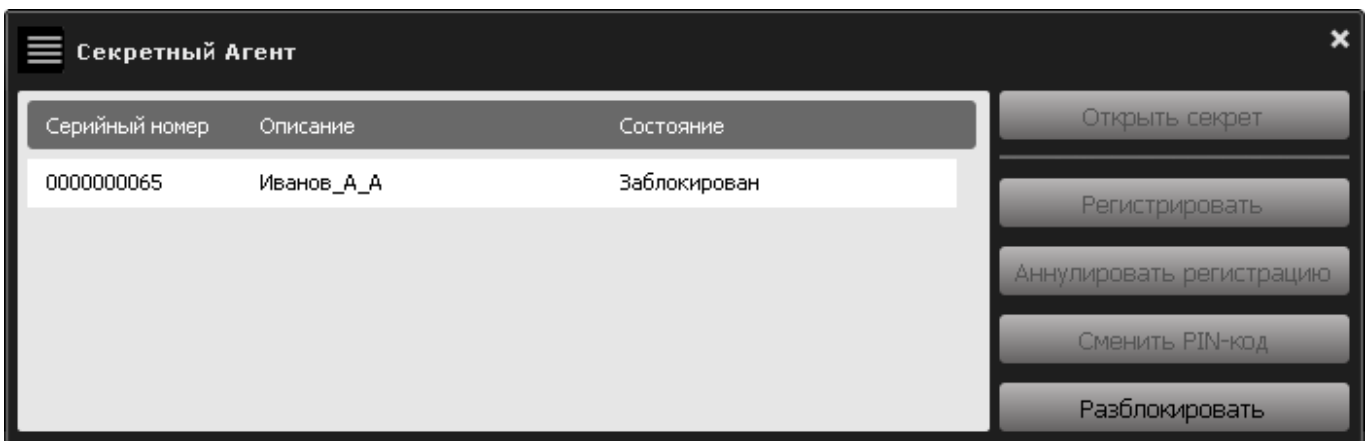 Секретный Агент
Серийный номер Описание Состояние
0000000065 Иванов_А_А Заблокирован
Открыть секрет
Регистрировать
Аннулировать регистрацию
Сменить PIN-код
Разблокировать